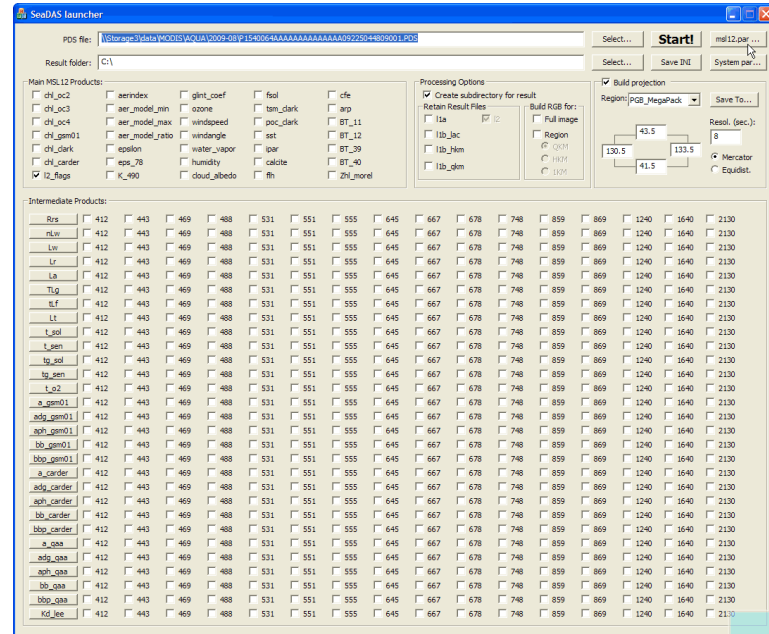 SeaDAS launcher
PDS file: \\Storage3\data\MODIS\AQUA\2009-08\P1540064AAAAAAAAAAAAAA09225044809001.PDS Select... Start! msl12.par ...
Result folder: C:\ Select... Save INI System par...
Main MSL12 Products: Processing Options Build projection
chl_oc2 aerindex glint_coef fsol cfe Create subdirectory for result Region: PGB_MegaPack Save To...
chl_oc3 aer_model_min ozone tsm_dark arp Retain Result Files Build RGB for:
chl_oc4 aer_model_max windspeed poc_dark BT_11 l1a l2 Full image Resol. (sec.):
chl_gsm01 aer_model_ratio windangle sst BT_12 l1b_lac Region 43.5 8
chl_dark epsilon water_vapor ipar BT_39 l1b_hkm QKM 130.5 133.5
chl_carder eps_78 humidity calcite BT_40 l1b_qkm HKM 41.5 Mercator
l2_flags K_490 cloud_albedo flh Zhl_morel 1KM Equidist.
Intermediate Products:
Rrs 412 443 469 488 531 551 555 645 667 678 748 859 869 1240 1640 2130
nLw 412 443 469 488 531 551 555 645 667 678 748 859 869 1240 1640 2130
Lw 412 443 469 488 531 551 555 645 667 678 748 859 869 1240 1640 2130
Lr 412 443 469 488 531 551 555 645 667 678 748 859 869 1240 1640 2130
La 412 443 469 488 531 551 555 645 667 678 748 859 869 1240 1640 2130
TLg 412 443 469 488 531 551 555 645 667 678 748 859 869 1240 1640 2130
tLf 412 443 469 488 531 551 555 645 667 678 748 859 869 1240 1640 2130
Lt 412 443 469 488 531 551 555 645 667 678 748 859 869 1240 1640 2130
t_sol 412 443 469 488 531 551 555 645 667 678 748 859 869 1240 1640 2130
t_sen 412 443 469 488 531 551 555 645 667 678 748 859 869 1240 1640 2130
tg_sol 412 443 469 488 531 551 555 645 667 678 748 859 869 1240 1640 2130
tg_sen 412 443 469 488 531 551 555 645 667 678 748 859 869 1240 1640 2130
t_o2 412 443 469 488 531 551 555 645 667 678 748 859 869 1240 1640 2130
a_gsm01 412 443 469 488 531 551 555 645 667 678 748 859 869 1240 1640 2130
adg_gsm01 412 443 469 488 531 551 555 645 667 678 748 859 869 1240 1640 2130
aph_gsm01 412 443 469 488 531 551 555 645 667 678 748 859 869 1240 1640 2130
bb_gsm01 412 443 469 488 531 551 555 645 667 678 748 859 869 1240 1640 2130
bbp_gsm01 412 443 469 488 531 551 555 645 667 678 748 859 869 1240 1640 2130
a_carder 412 443 469 488 531 551 555 645 667 678 748 859 869 1240 1640 2130
adg_carder 412 443 469 488 531 551 555 645 667 678 748 859 869 1240 1640 2130
aph_carder 412 443 469 488 531 551 555 645 667 678 748 859 869 1240 1640 2130
bb_carder 412 443 469 488 531 551 555 645 667 678 748 859 869 1240 1640 2130
bbp_carder 412 443 469 488 531 551 555 645 667 678 748 859 869 1240 1640 2130
a_qaa 412 443 469 488 531 551 555 645 667 678 748 859 869 1240 1640 2130
adg_qaa 412 443 469 488 531 551 555 645 667 678 748 859 869 1240 1640 2130
aph_qaa 412 443 469 488 531 551 555 645 667 678 748 859 869 1240 1640 2130
bb_qaa 412 443 469 488 531 551 555 645 667 678 748 859 869 1240 1640 2130
bbp_qaa 412 443 469 488 531 551 555 645 667 678 748 859 869 1240 1640 2130
Kd_lee 412 443 469 488 531 551 555 645 667 678 748 859 869 1240 1640 2130